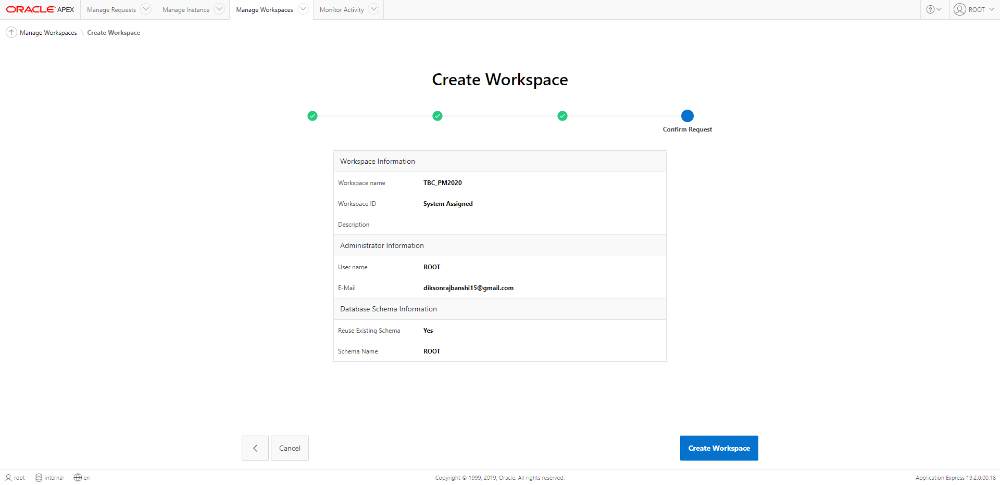 ORACLE APEX Manage Requests Manage Instance Manage Workspaces Monitor Activity ? ROOT
Manage Workspaces \ Create Workspace
Create Workspace
Confirm Request
Workspace Information
Workspace name TBC_PM2020
Workspace ID System Assigned
Description
Administrator Information
User name ROOT
E-Mail diksonrajbanshi15@gmail.com
Database Schema Information
Reuse Existing Schema Yes
Schema Name ROOT
Cancel Create Workspace
root internal en Copyright © 1999, 2019, Oracle. All rights reserved. Application Express 19.2.0.00.18